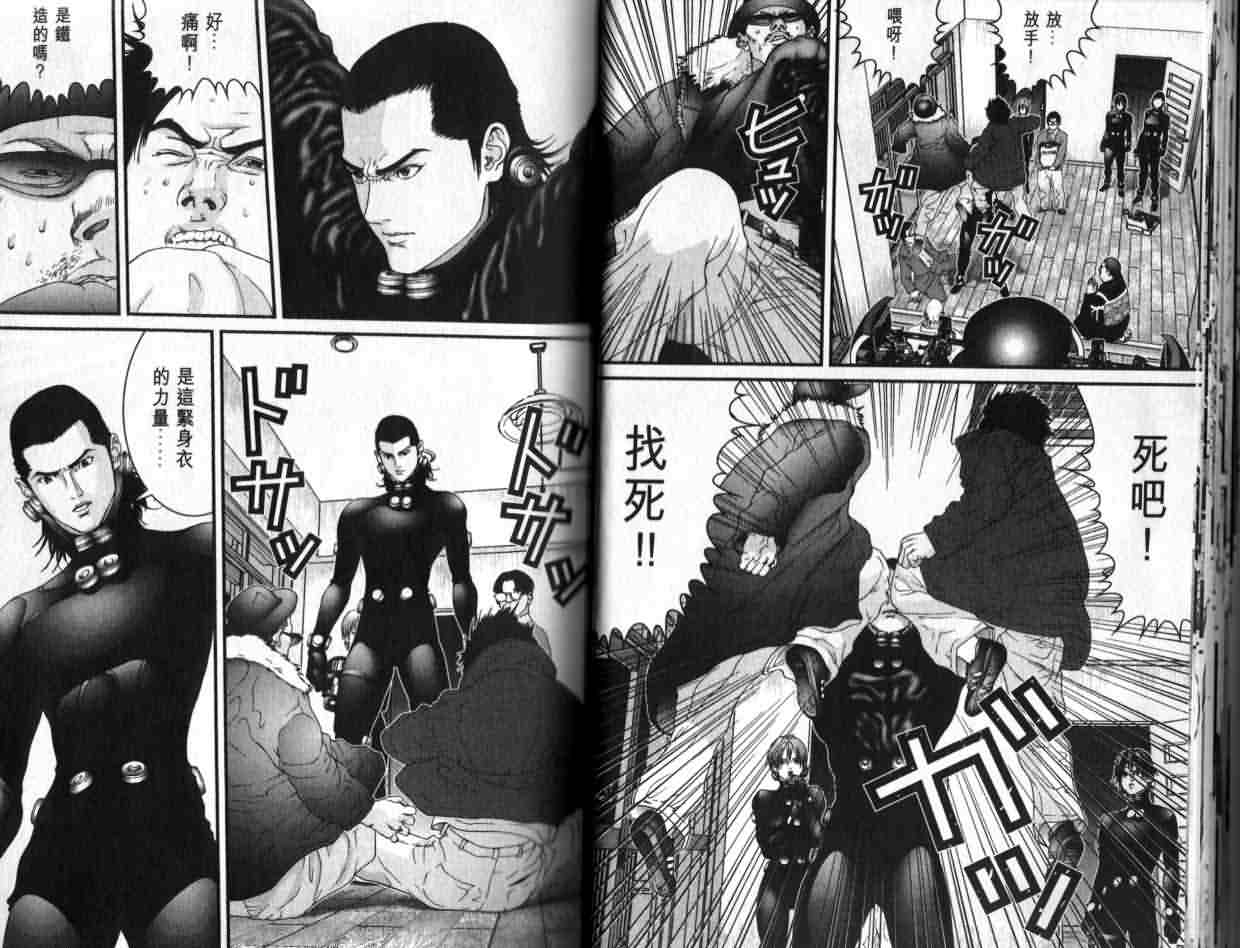 放…
放手！
喂呀！
ガッ
ガッ
ヒュッ
死吧！
找死!!
ガガッ
好…
痛啊！
是鐵
造的嗎？
ドサッ
ドサッ
是這緊身衣
的力量……